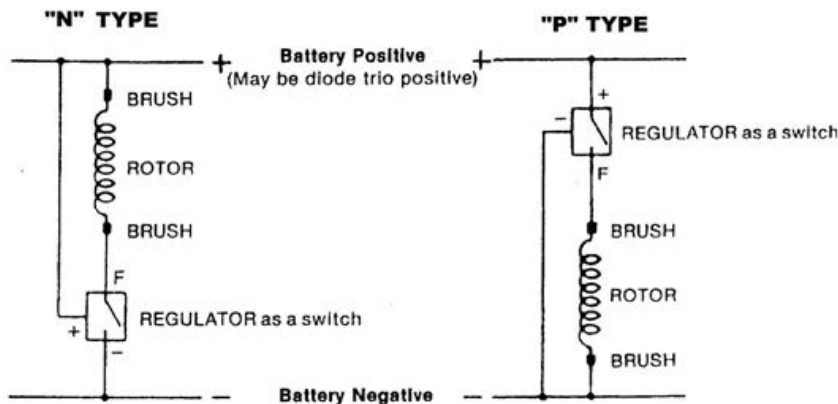 "N" TYPE
"P" TYPE
+ Battery Positive +
(May be diode trio positive)
BRUSH
ROTOR
BRUSH
F
+
REGULATOR as a switch
−
− Battery Negative −
+
−
REGULATOR as a switch
F
BRUSH
ROTOR
BRUSH